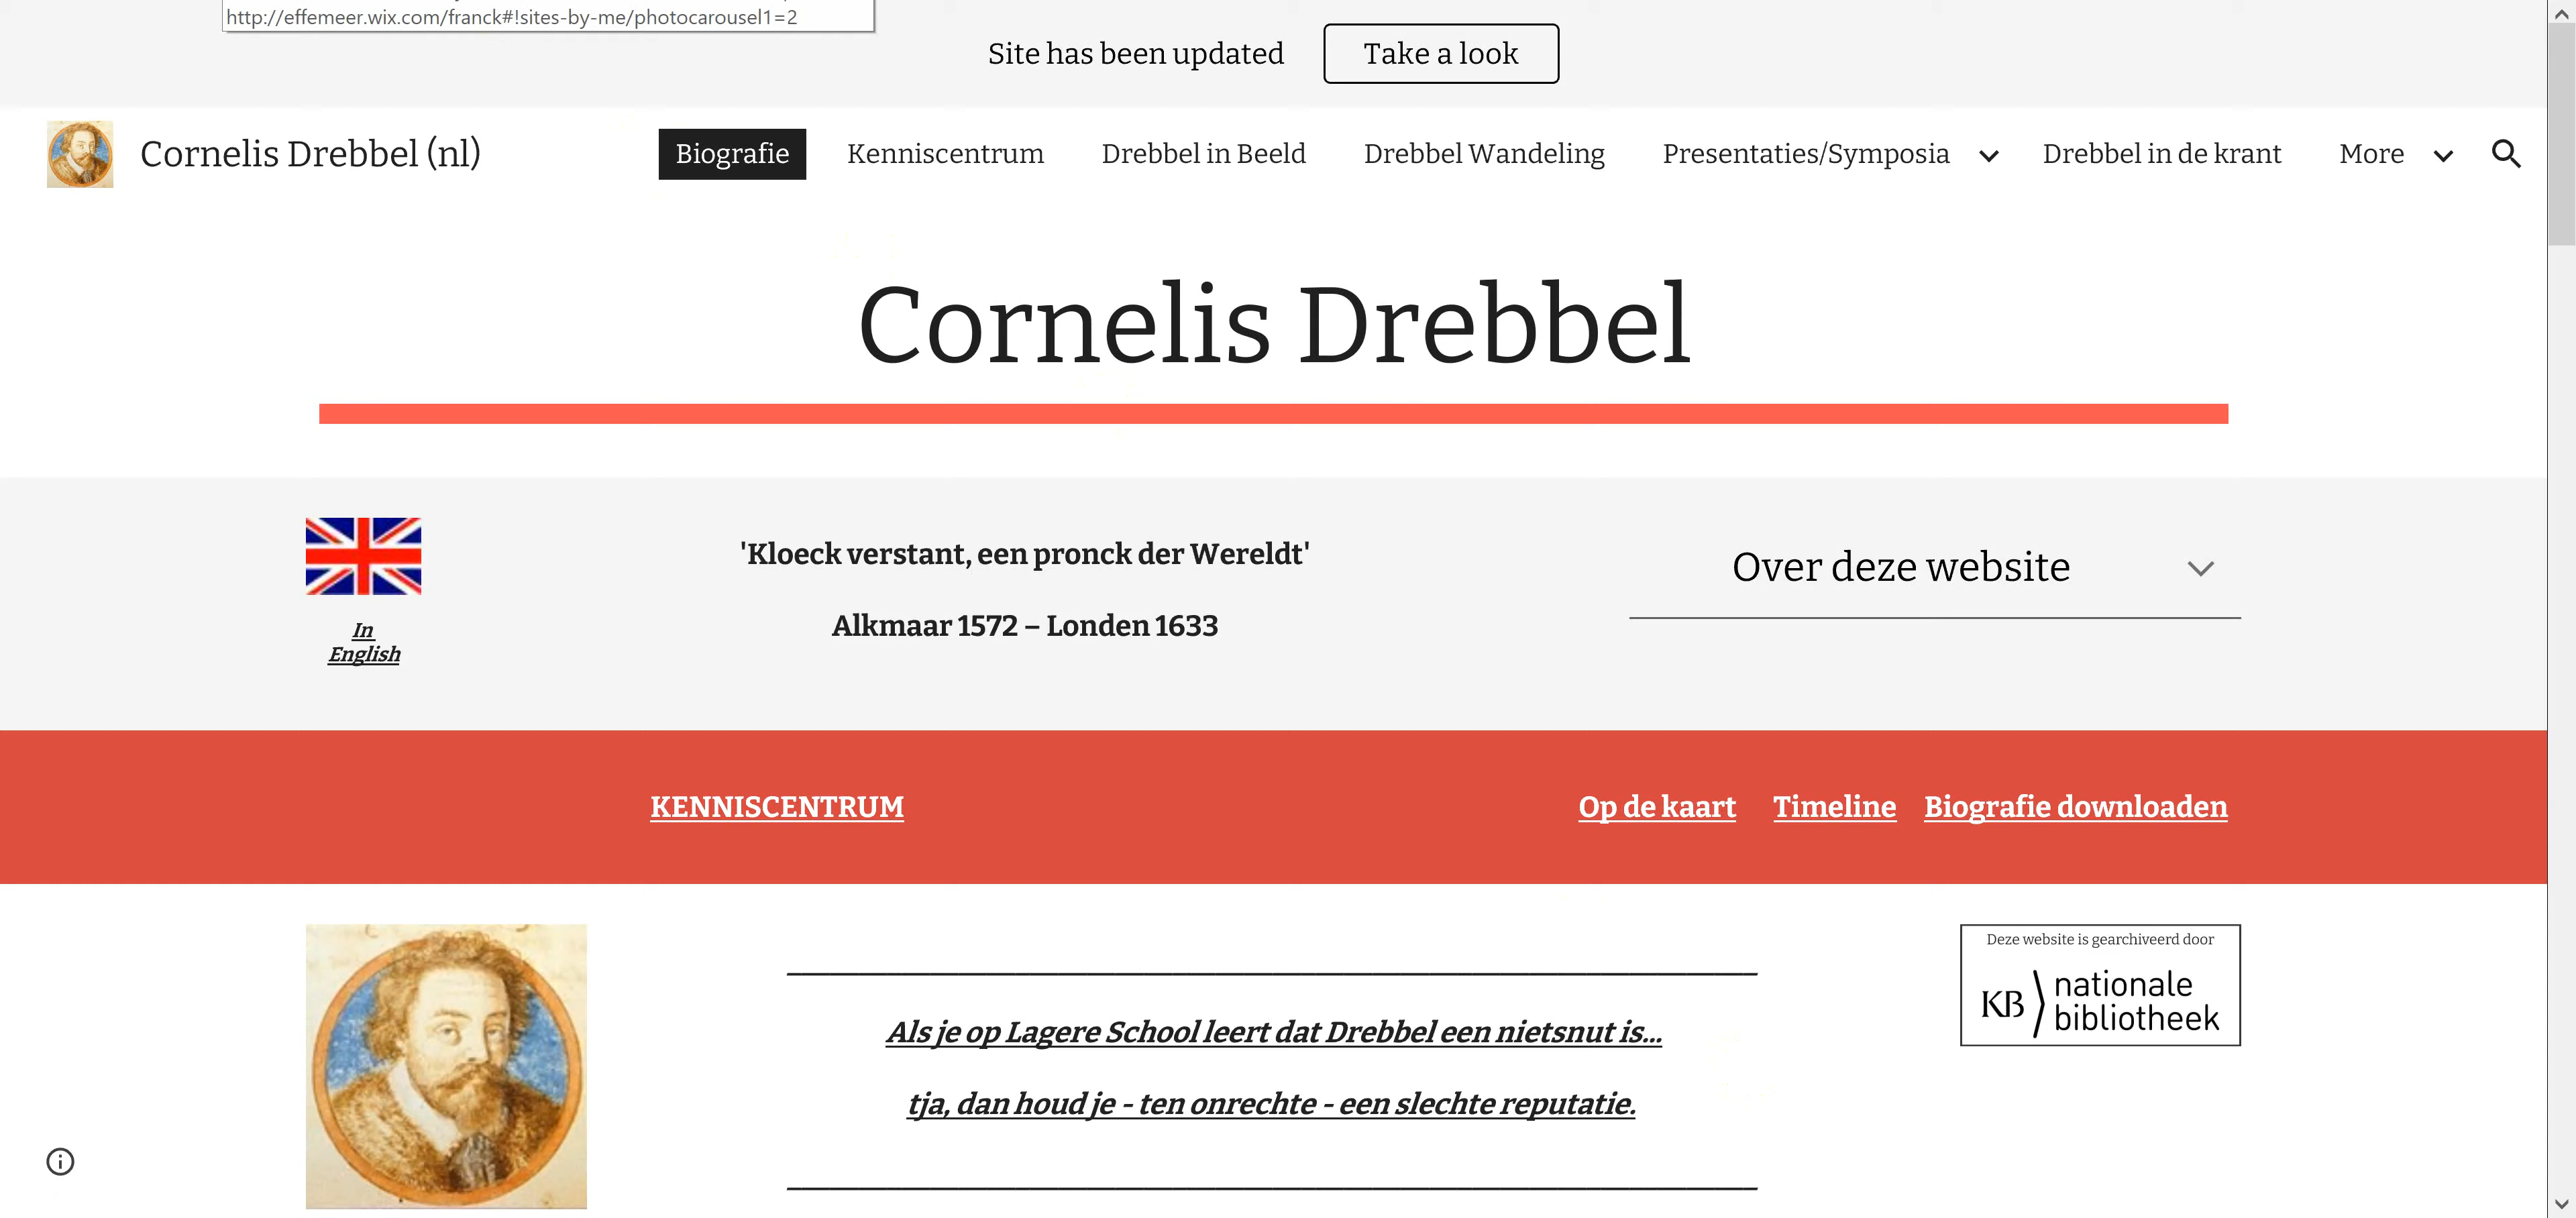 http://effemeer.wix.com/franck#!sites-by-me/photocarousel1=2
Site has been updated
Take a look
Cornelis Drebbel (nl)
Biografie
Kenniscentrum
Drebbel in Beeld
Drebbel Wandeling
Presentaties/Symposia
Drebbel in de krant
More
Cornelis Drebbel
In
English
'Kloeck verstant, een pronck der Wereldt'
Alkmaar 1572 – Londen 1633
Over deze website
KENNISCENTRUM
Op de kaart
Timeline
Biografie downloaden
Als je op Lagere School leert dat Drebbel een nietsnut is...
tja, dan houd je - ten onrechte - een slechte reputatie.
Deze website is gearchiveerd door
KB
nationale
bibliotheek